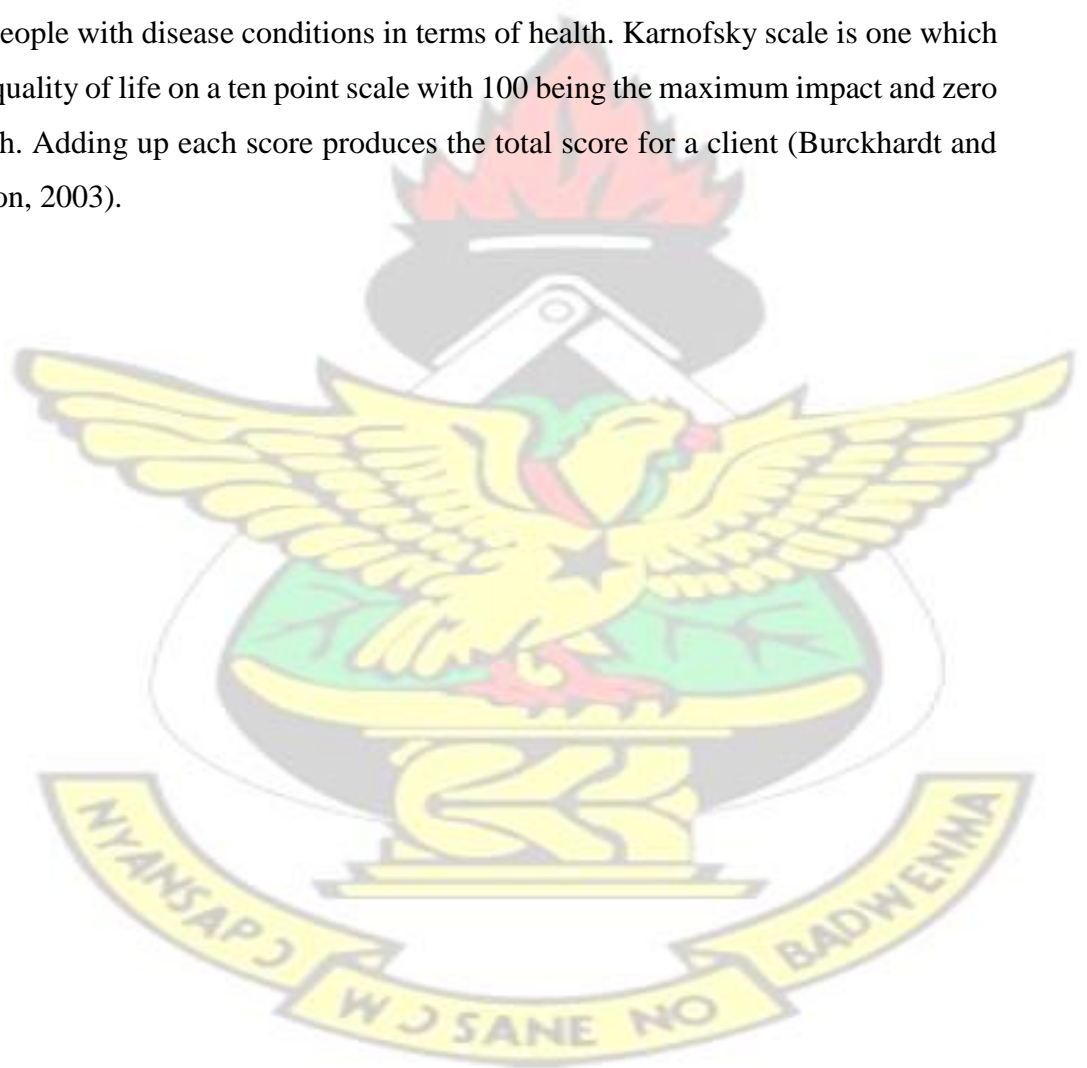 eople with disease conditions in terms of health. Karnofsky scale is one which
quality of life on a ten point scale with 100 being the maximum impact and zero
h. Adding up each score produces the total score for a client (Burckhardt and
on, 2003).
NYANSAPƆ
WƆSANE NO
BADWENMA